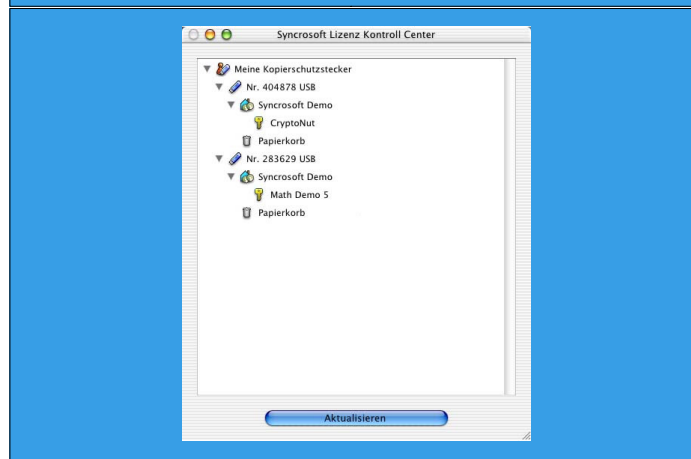 Syncrosoft Lizenz Kontroll Center
Meine Kopierschutzstecker
Nr. 404878 USB
Syncrosoft Demo
CryptoNut
Papierkorb
Nr. 283629 USB
Syncrosoft Demo
Math Demo 5
Papierkorb
Aktualisieren